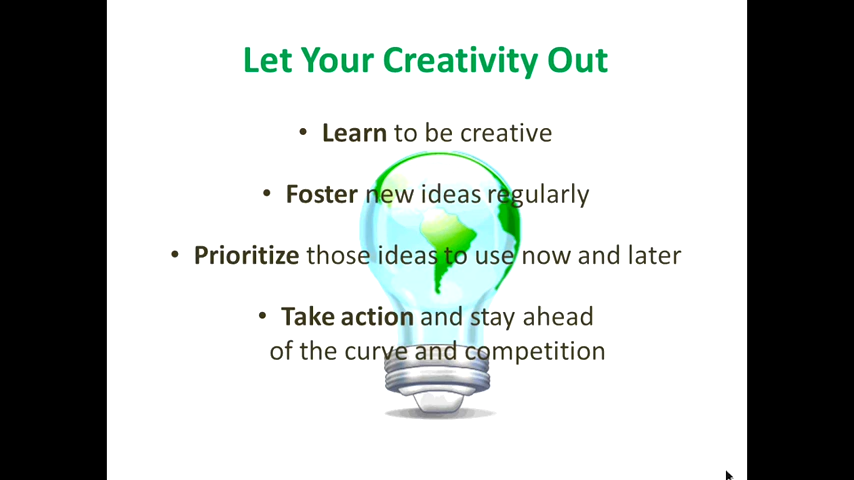 Let Your Creativity Out
• Learn to be creative
• Foster new ideas regularly
• Prioritize those ideas to use now and later
• Take action and stay ahead
of the curve and competition